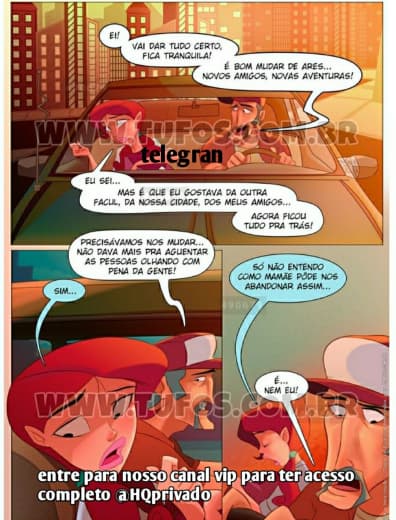 EI!
VAI DAR TUDO CERTO,
FICA TRANQUILA!
É BOM MUDAR DE ARES...
NOVOS AMIGOS, NOVAS AVENTURAS!
WWW.TUFOS.COM.BR
telegran
EU SEI...
MAS É QUE EU GOSTAVA DA OUTRA
FACUL, DA NOSSA CIDADE, DOS MEUS AMIGOS...
AGORA FICOU
TUDO PRA TRÁS!
PRECISÁVAMOS NOS MUDAR...
NÃO DAVA MAIS PRA AGUENTAR
AS PESSOAS OLHANDO COM
PENA DA GENTE!
SIM...
SÓ NÃO ENTENDO
COMO MAMÃE PÔDE NOS
ABANDONAR ASSIM...
É...
NEM EU!
WWW.TUFOS.COM.BR
entre para nosso canal vip para ter acesso
completo @HQprivado